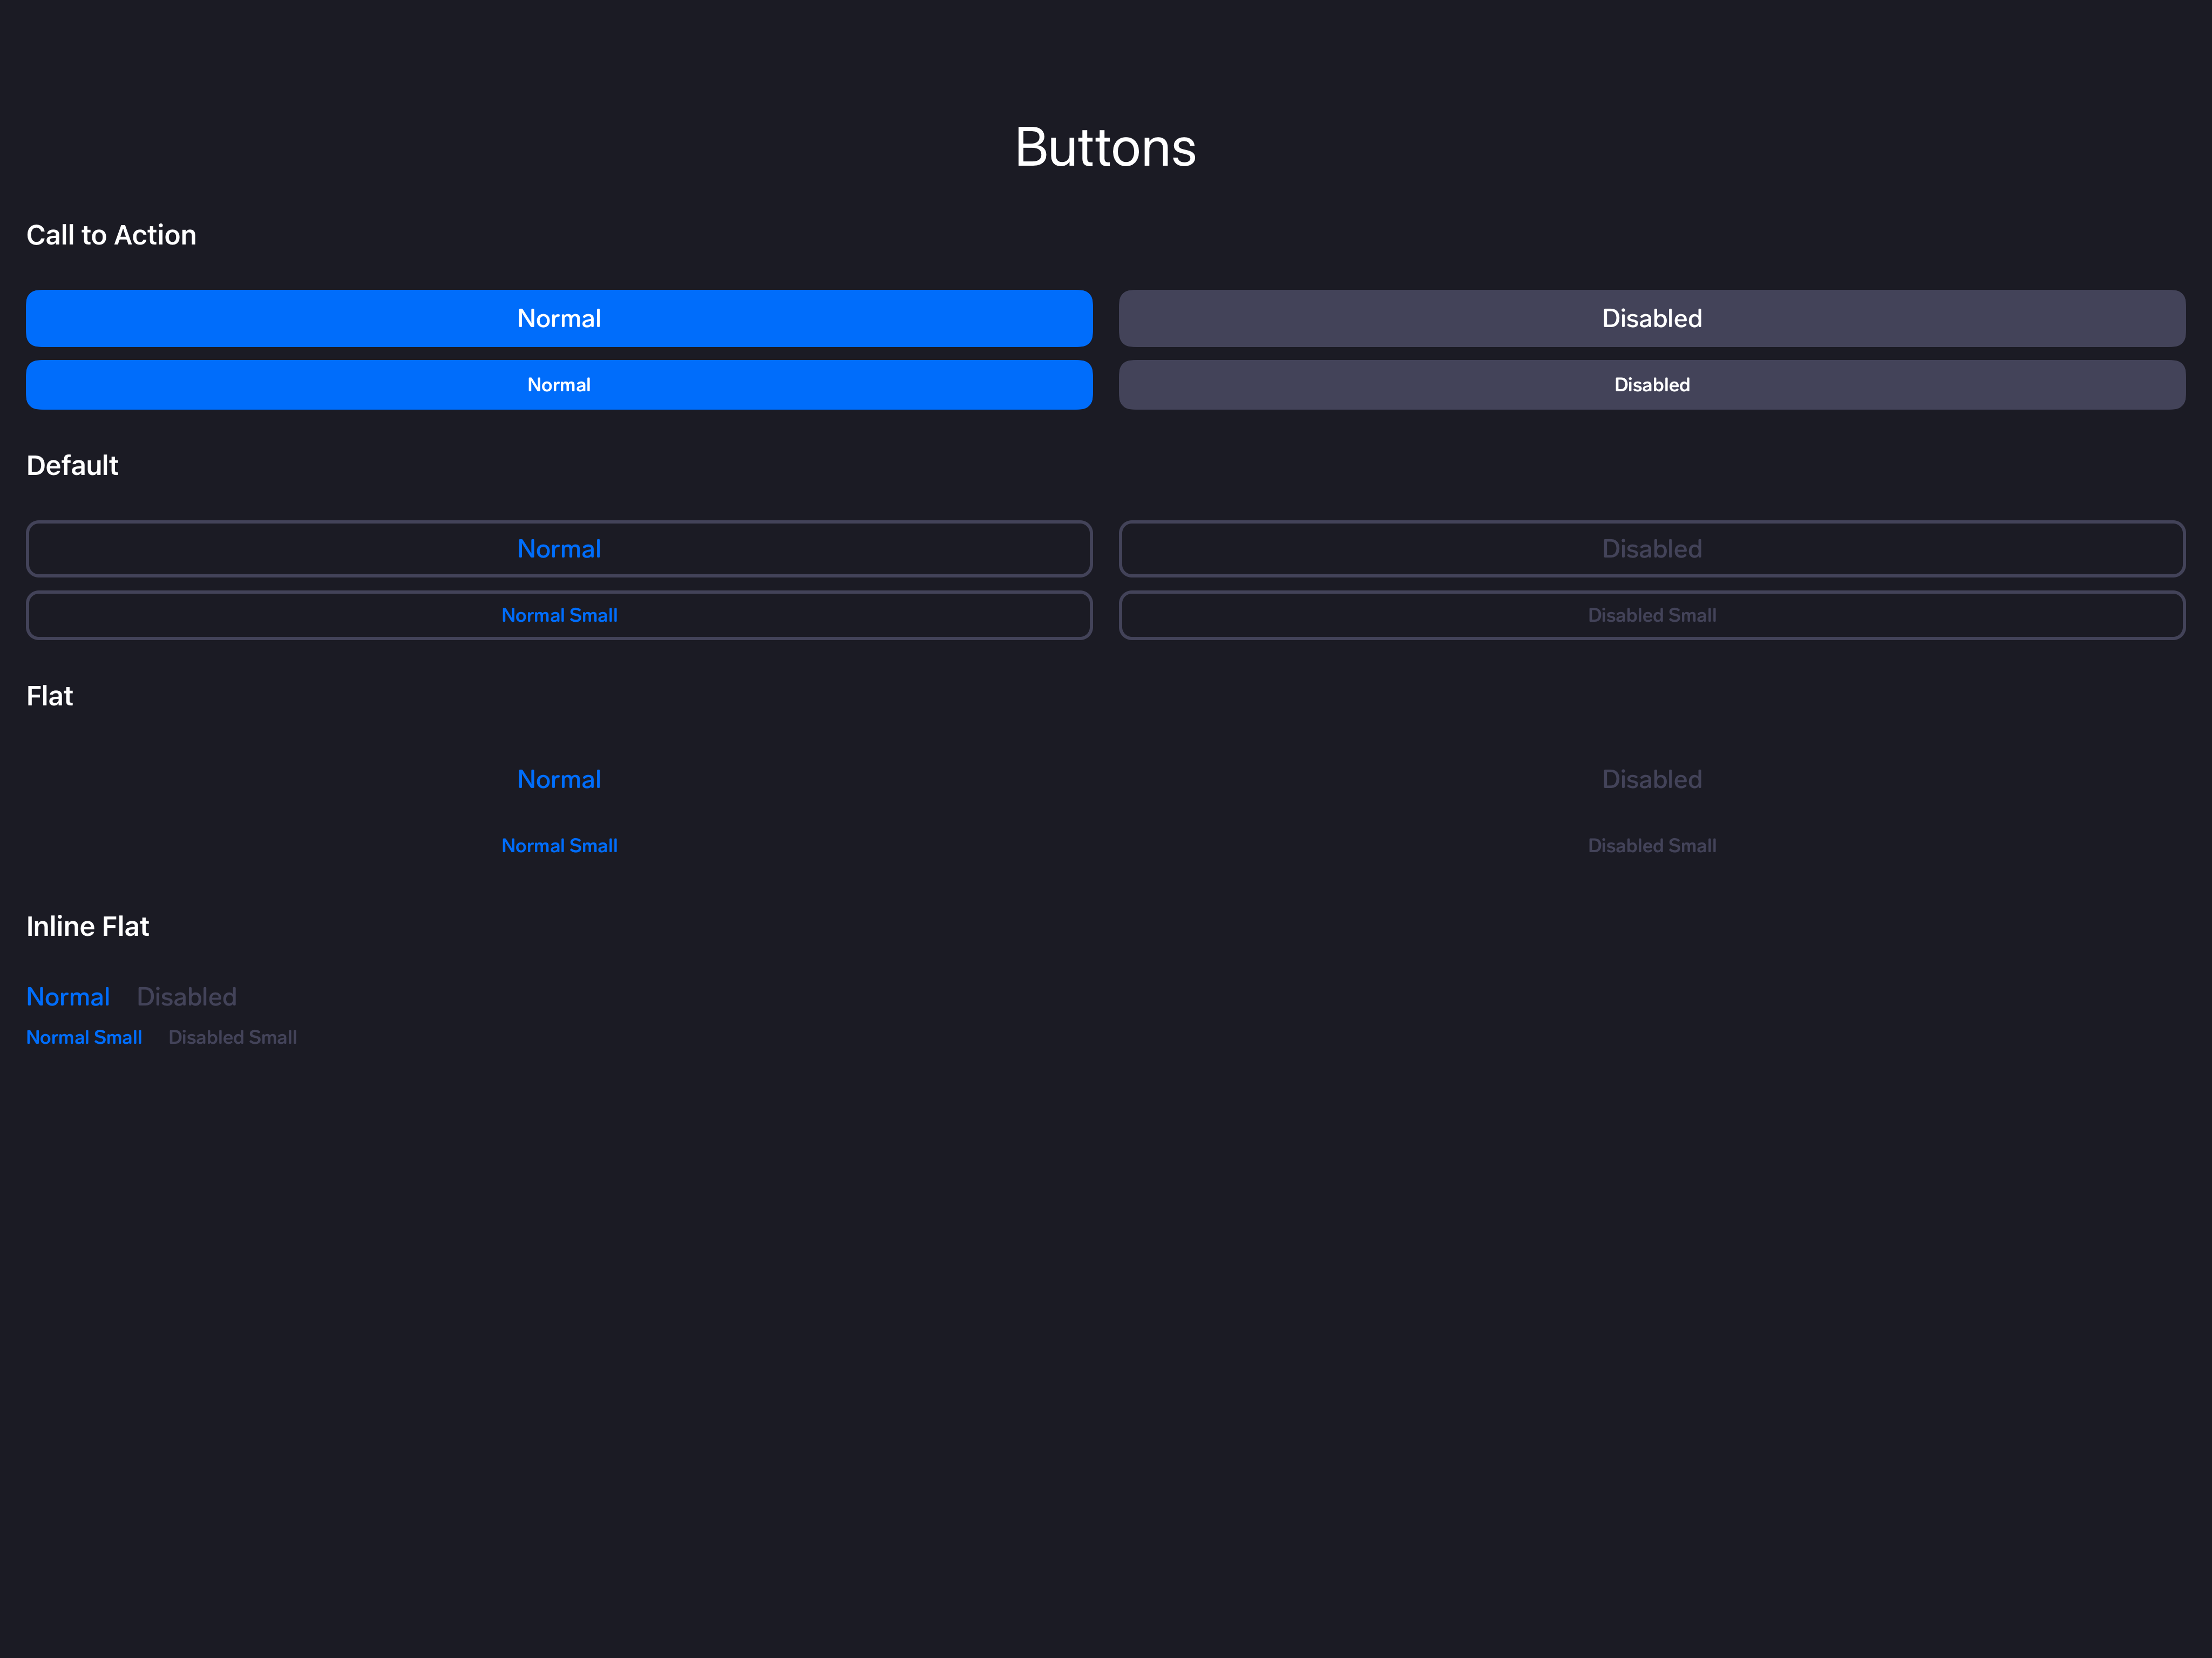 Buttons
Call to Action
Normal Disabled
Normal Disabled
Default
Normal Disabled
Normal Small Disabled Small
Flat
Normal Disabled
Normal Small Disabled Small
Inline Flat
Normal Disabled
Normal Small Disabled Small